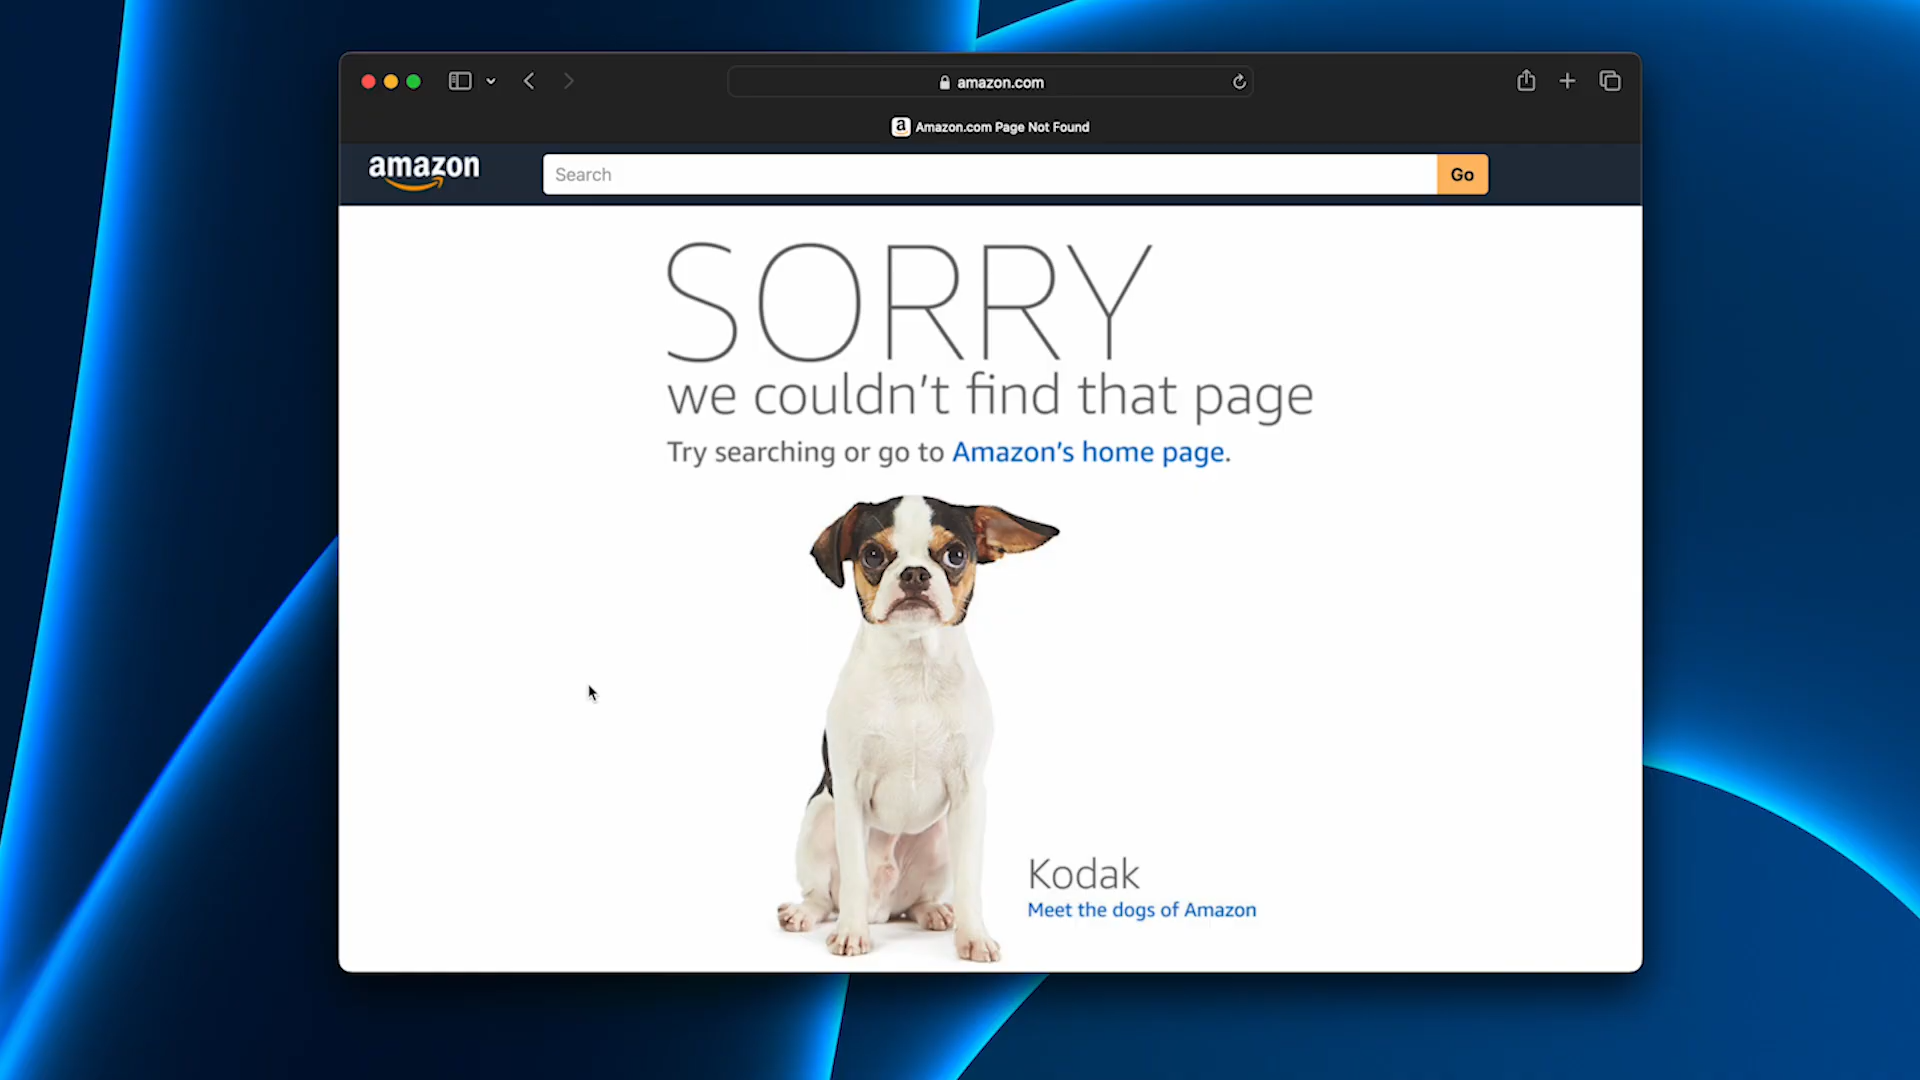 amazon.com
a Amazon.com Page Not Found
amazon
Search
Go
SORRY
we couldn't find that page
Try searching or go to Amazon's home page.
Kodak
Meet the dogs of Amazon